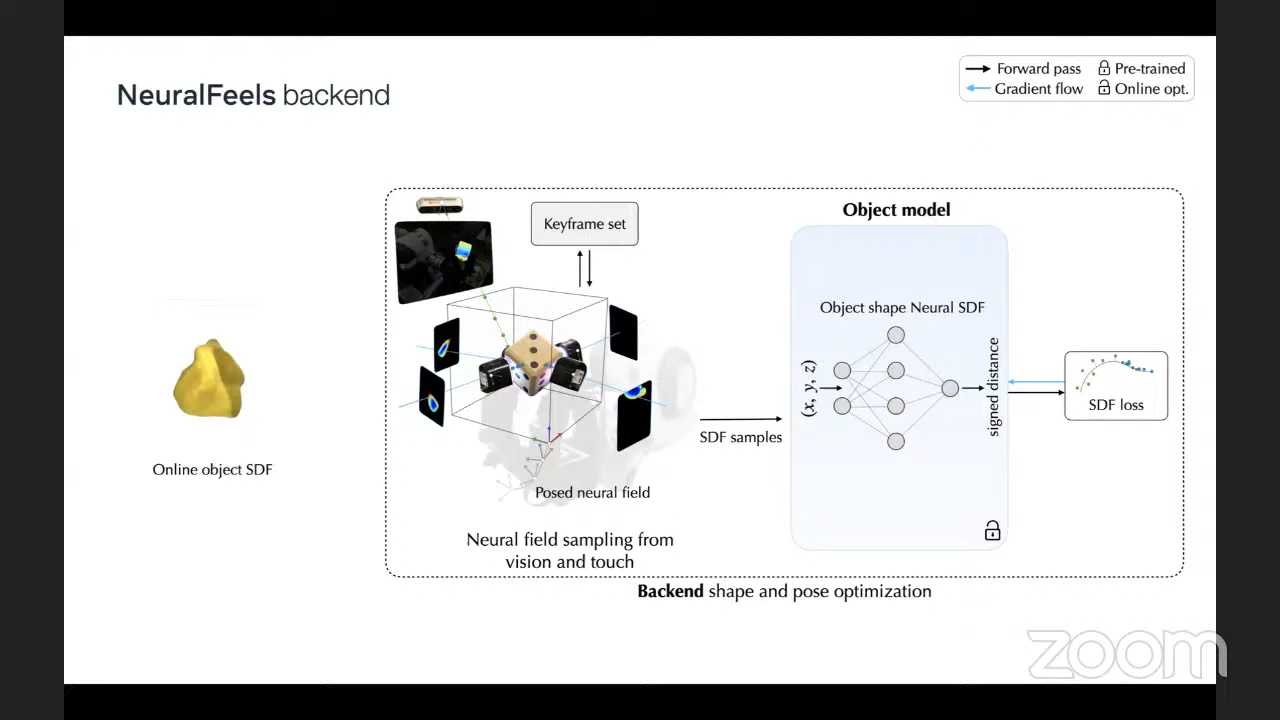 NeuralFeels backend
Forward pass
Pre-trained
Gradient flow
Online opt.
Keyframe set
Object model
Object shape Neural SDF
(x, y, z)
signed distance
SDF loss
SDF samples
Online object SDF
Posed neural field
Neural field sampling from
vision and touch
Backend shape and pose optimization
zoom